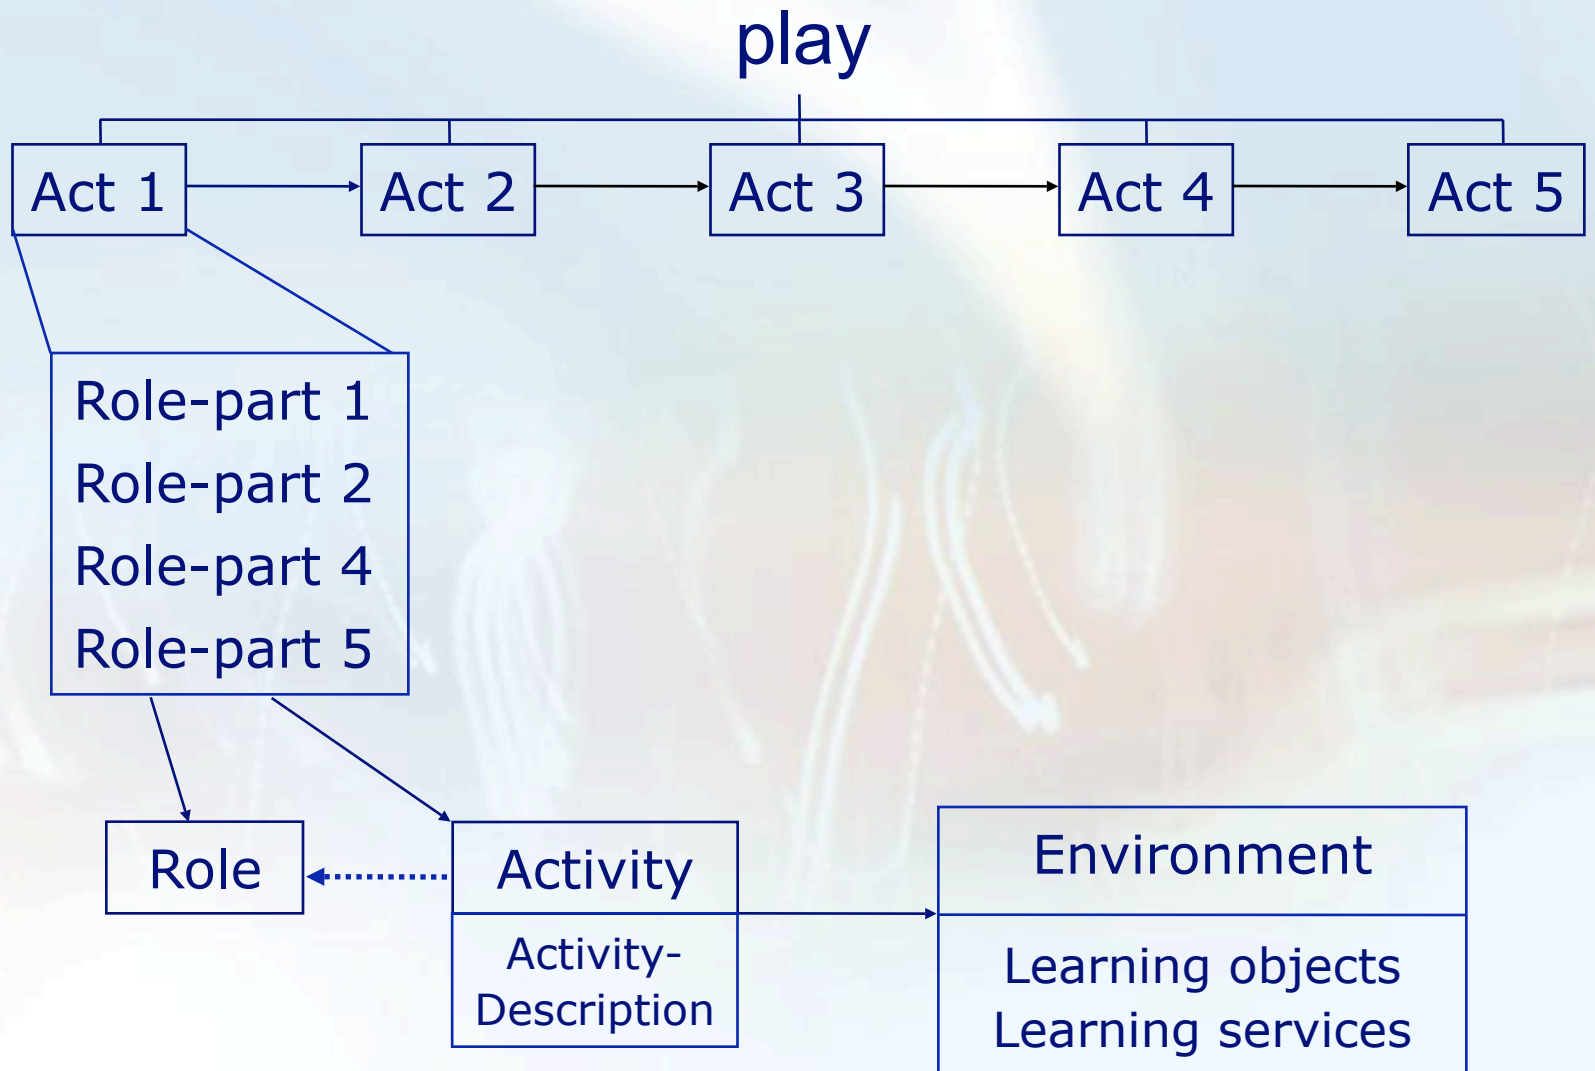 play
Act 1
Act 2
Act 3
Act 4
Act 5
Role-part 1
Role-part 2
Role-part 4
Role-part 5
Role
Activity
Activity-
Description
Environment
Learning objects
Learning services